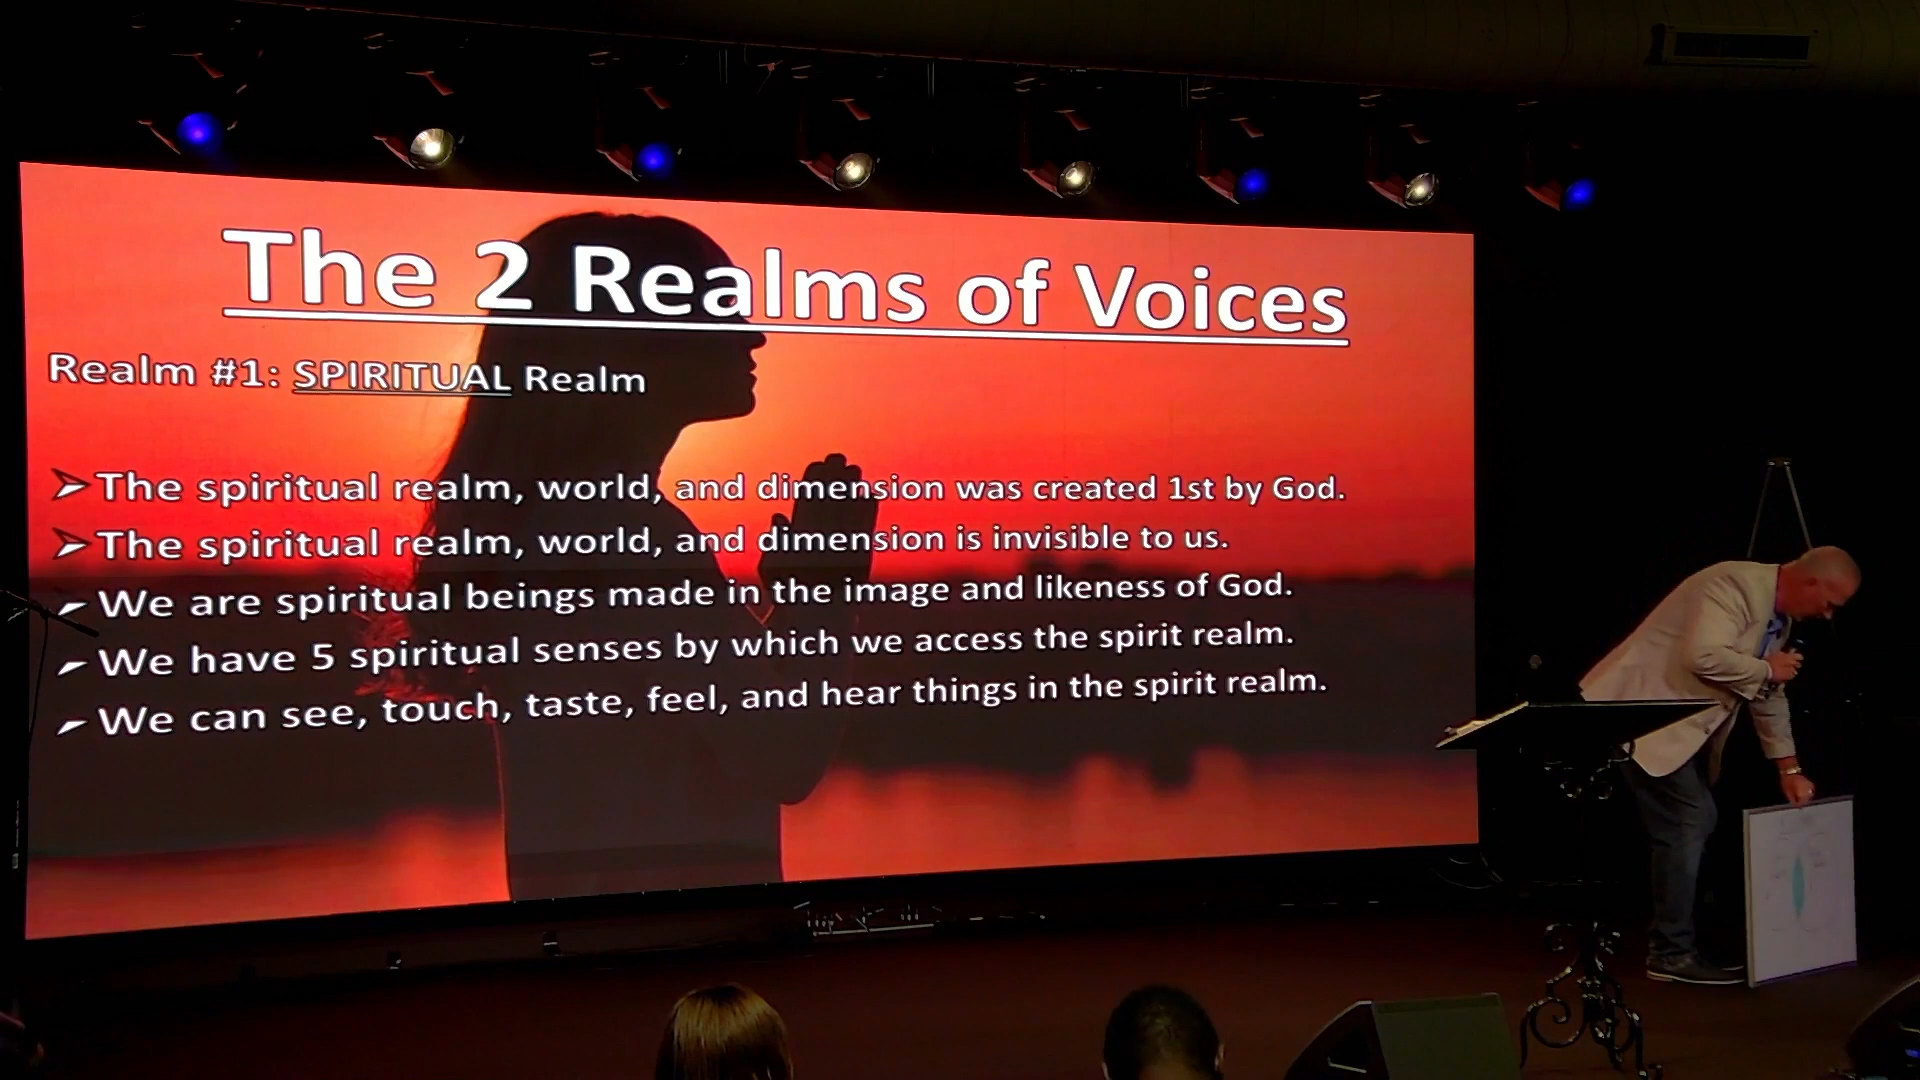 The 2 Realms of Voices
Realm #1: SPIRITUAL Realm
➢ The spiritual realm, world, and dimension was created 1st by God.
➢ The spiritual realm, world, and dimension is invisible to us.
➢ We are spiritual beings made in the image and likeness of God.
➢ We have 5 spiritual senses by which we access the spirit realm.
➢ We can see, touch, taste, feel, and hear things in the spirit realm.